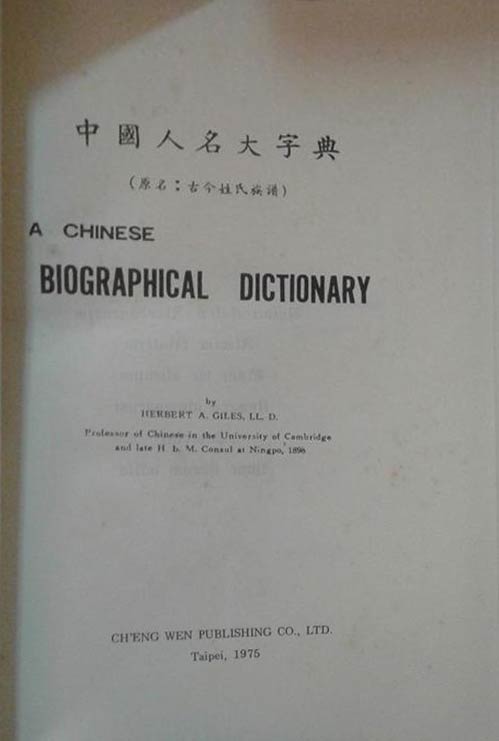 中國人名大字典
(原名：古今姓氏族譜)
A CHINESE
BIOGRAPHICAL DICTIONARY
by
HERBERT A. GILES, LL. D.
Professor of Chinese in the University of Cambridge
and late H. b. M. Consul at Ningpo, 1898
CH'ENG WEN PUBLISHING CO., LTD.
Taipei, 1975